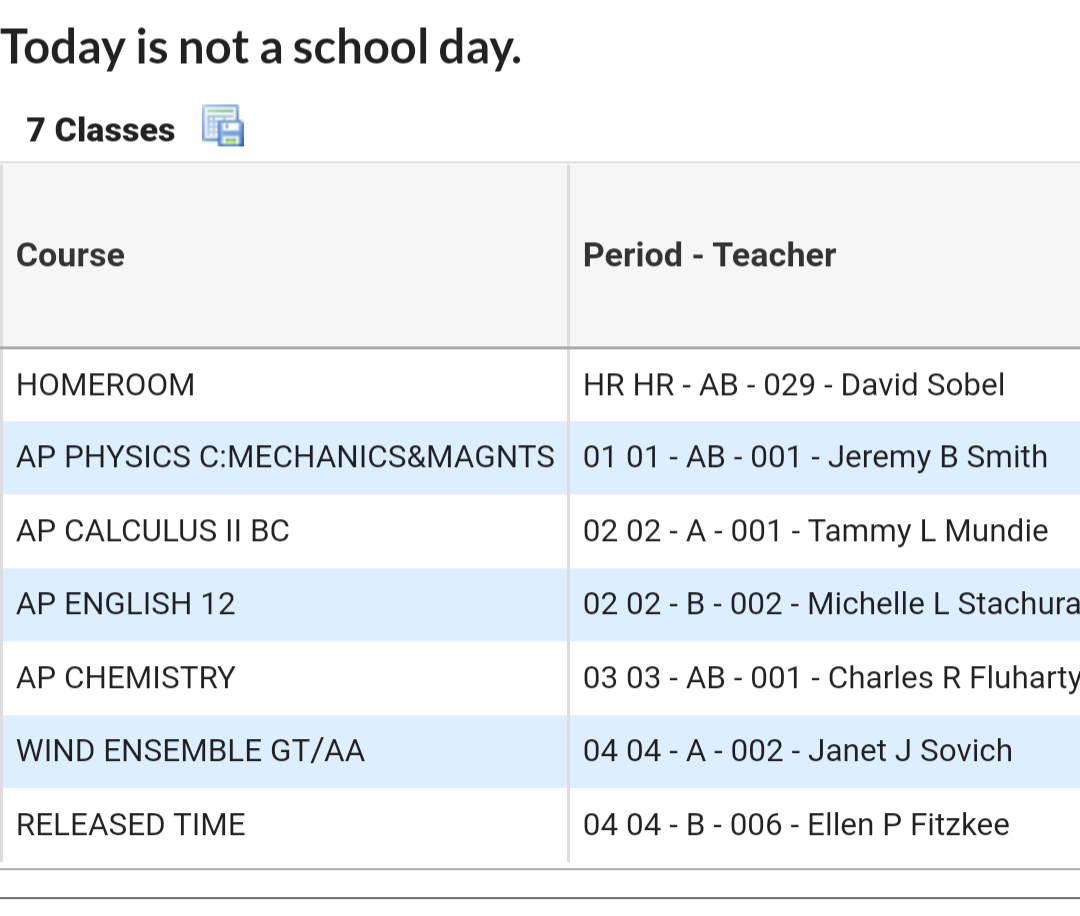 Today is not a school day.
7 Classes
Course Period - Teacher
HOMEROOM HR HR - AB - 029 - David Sobel
AP PHYSICS C:MECHANICS&MAGNTS 01 01 - AB - 001 - Jeremy B Smith
AP CALCULUS II BC 02 02 - A - 001 - Tammy L Mundie
AP ENGLISH 12 02 02 - B - 002 - Michelle L Stachura
AP CHEMISTRY 03 03 - AB - 001 - Charles R Fluharty
WIND ENSEMBLE GT/AA 04 04 - A - 002 - Janet J Sovich
RELEASED TIME 04 04 - B - 006 - Ellen P Fitzkee